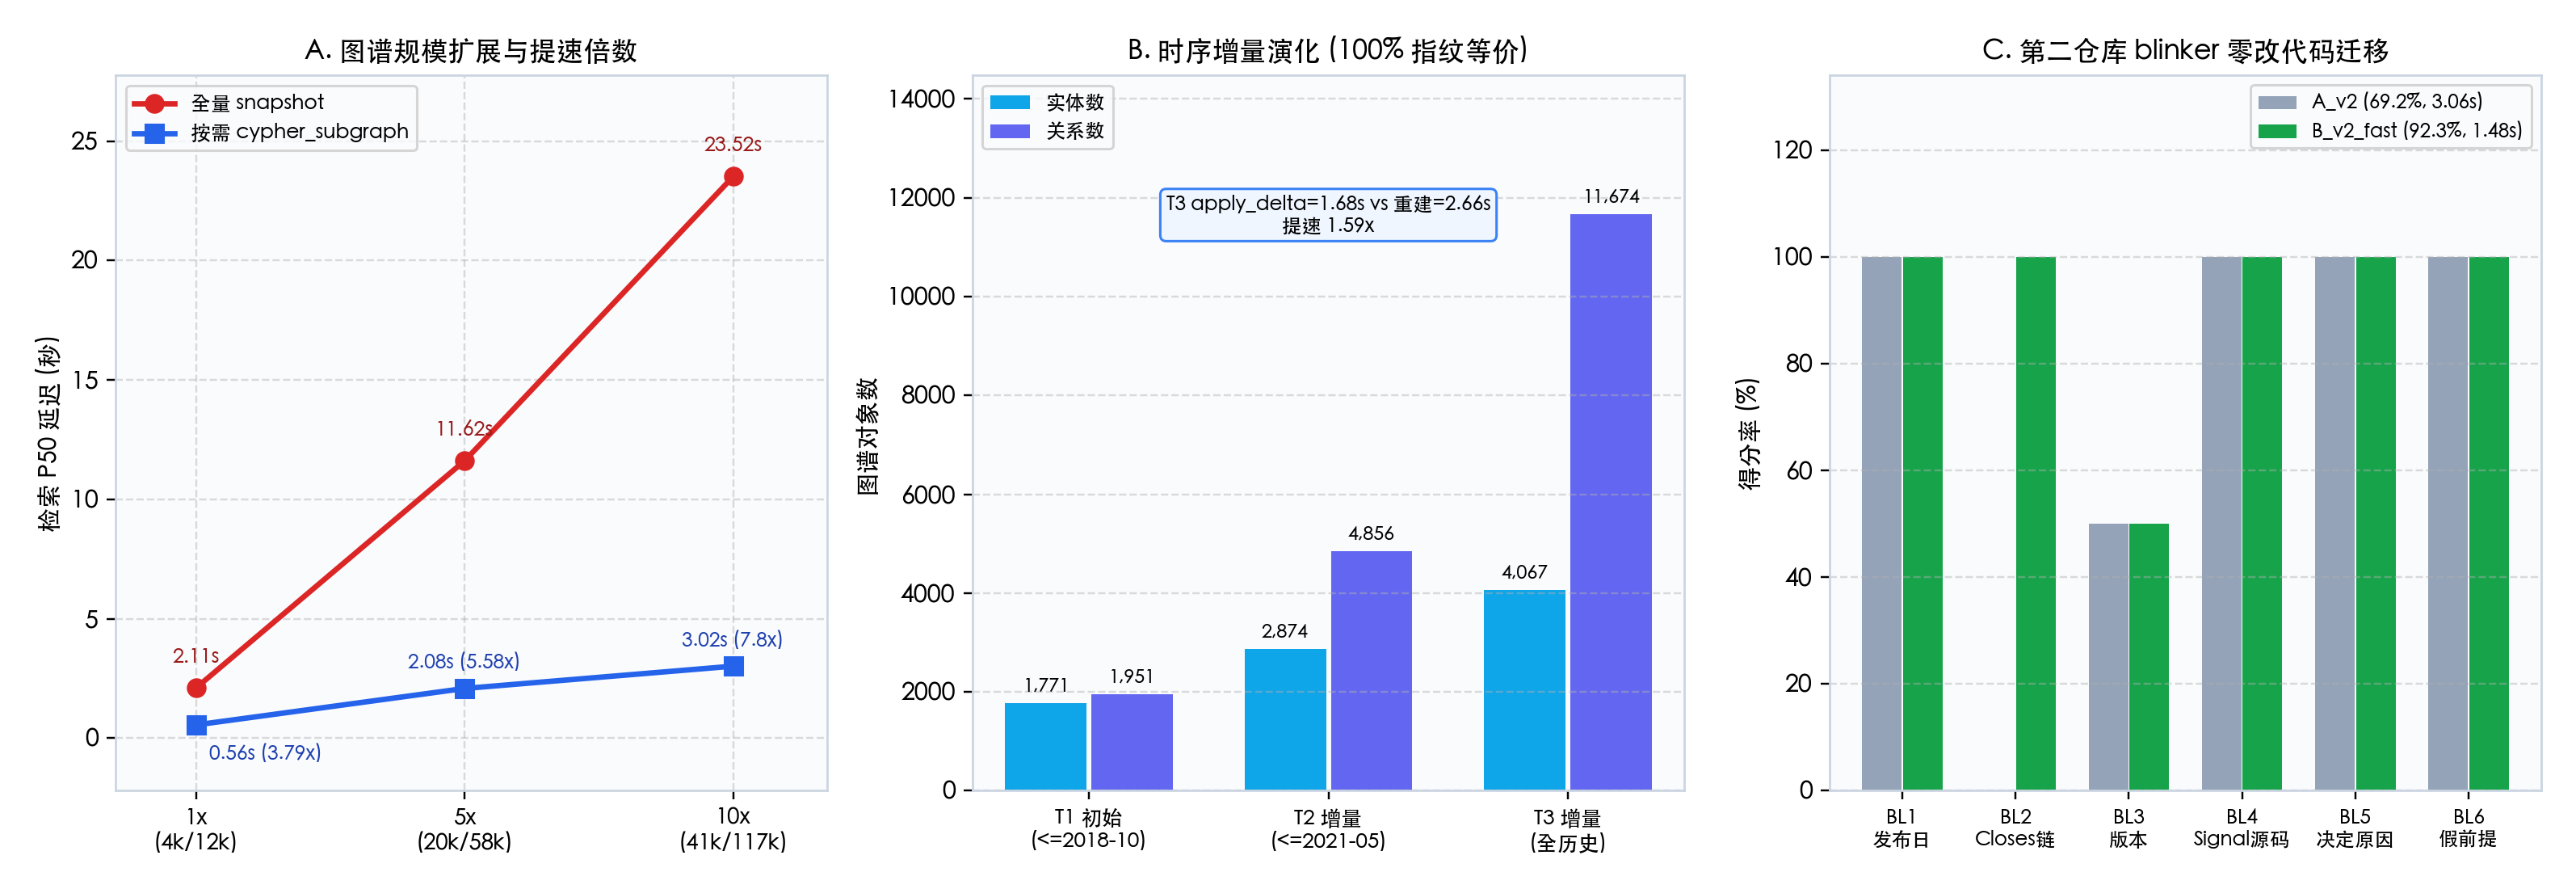 A. 图谱规模扩展与提速倍数
全量 snapshot
按需 cypher_subgraph
检索 P50 延迟 (秒)
25
20
15
10
5
0
23.52s
11.62s
2.11s
3.02s (7.8x)
2.08s (5.58x)
0.56s (3.79x)
1x
(4k/12k)
5x
(20k/58k)
10x
(41k/117k)
B. 时序增量演化 (100% 指纹等价)
实体数
关系数
图谱对象数
14000
12000
10000
8000
6000
4000
2000
0
T3 apply_delta=1.68s vs 重建=2.66s
提速 1.59x
1,771
1,951
2,874
4,856
4,067
11,674
T1 初始
(<=2018-10)
T2 增量
(<=2021-05)
T3 增量
(全历史)
C. 第二仓库 blinker 零改代码迁移
A_v2 (69.2%, 3.06s)
B_v2_fast (92.3%, 1.48s)
得分率 (%)
120
100
80
60
40
20
0
BL1
发布日
BL2
Closes链
BL3
版本
BL4
Signal源码
BL5
决定原因
BL6
假前提